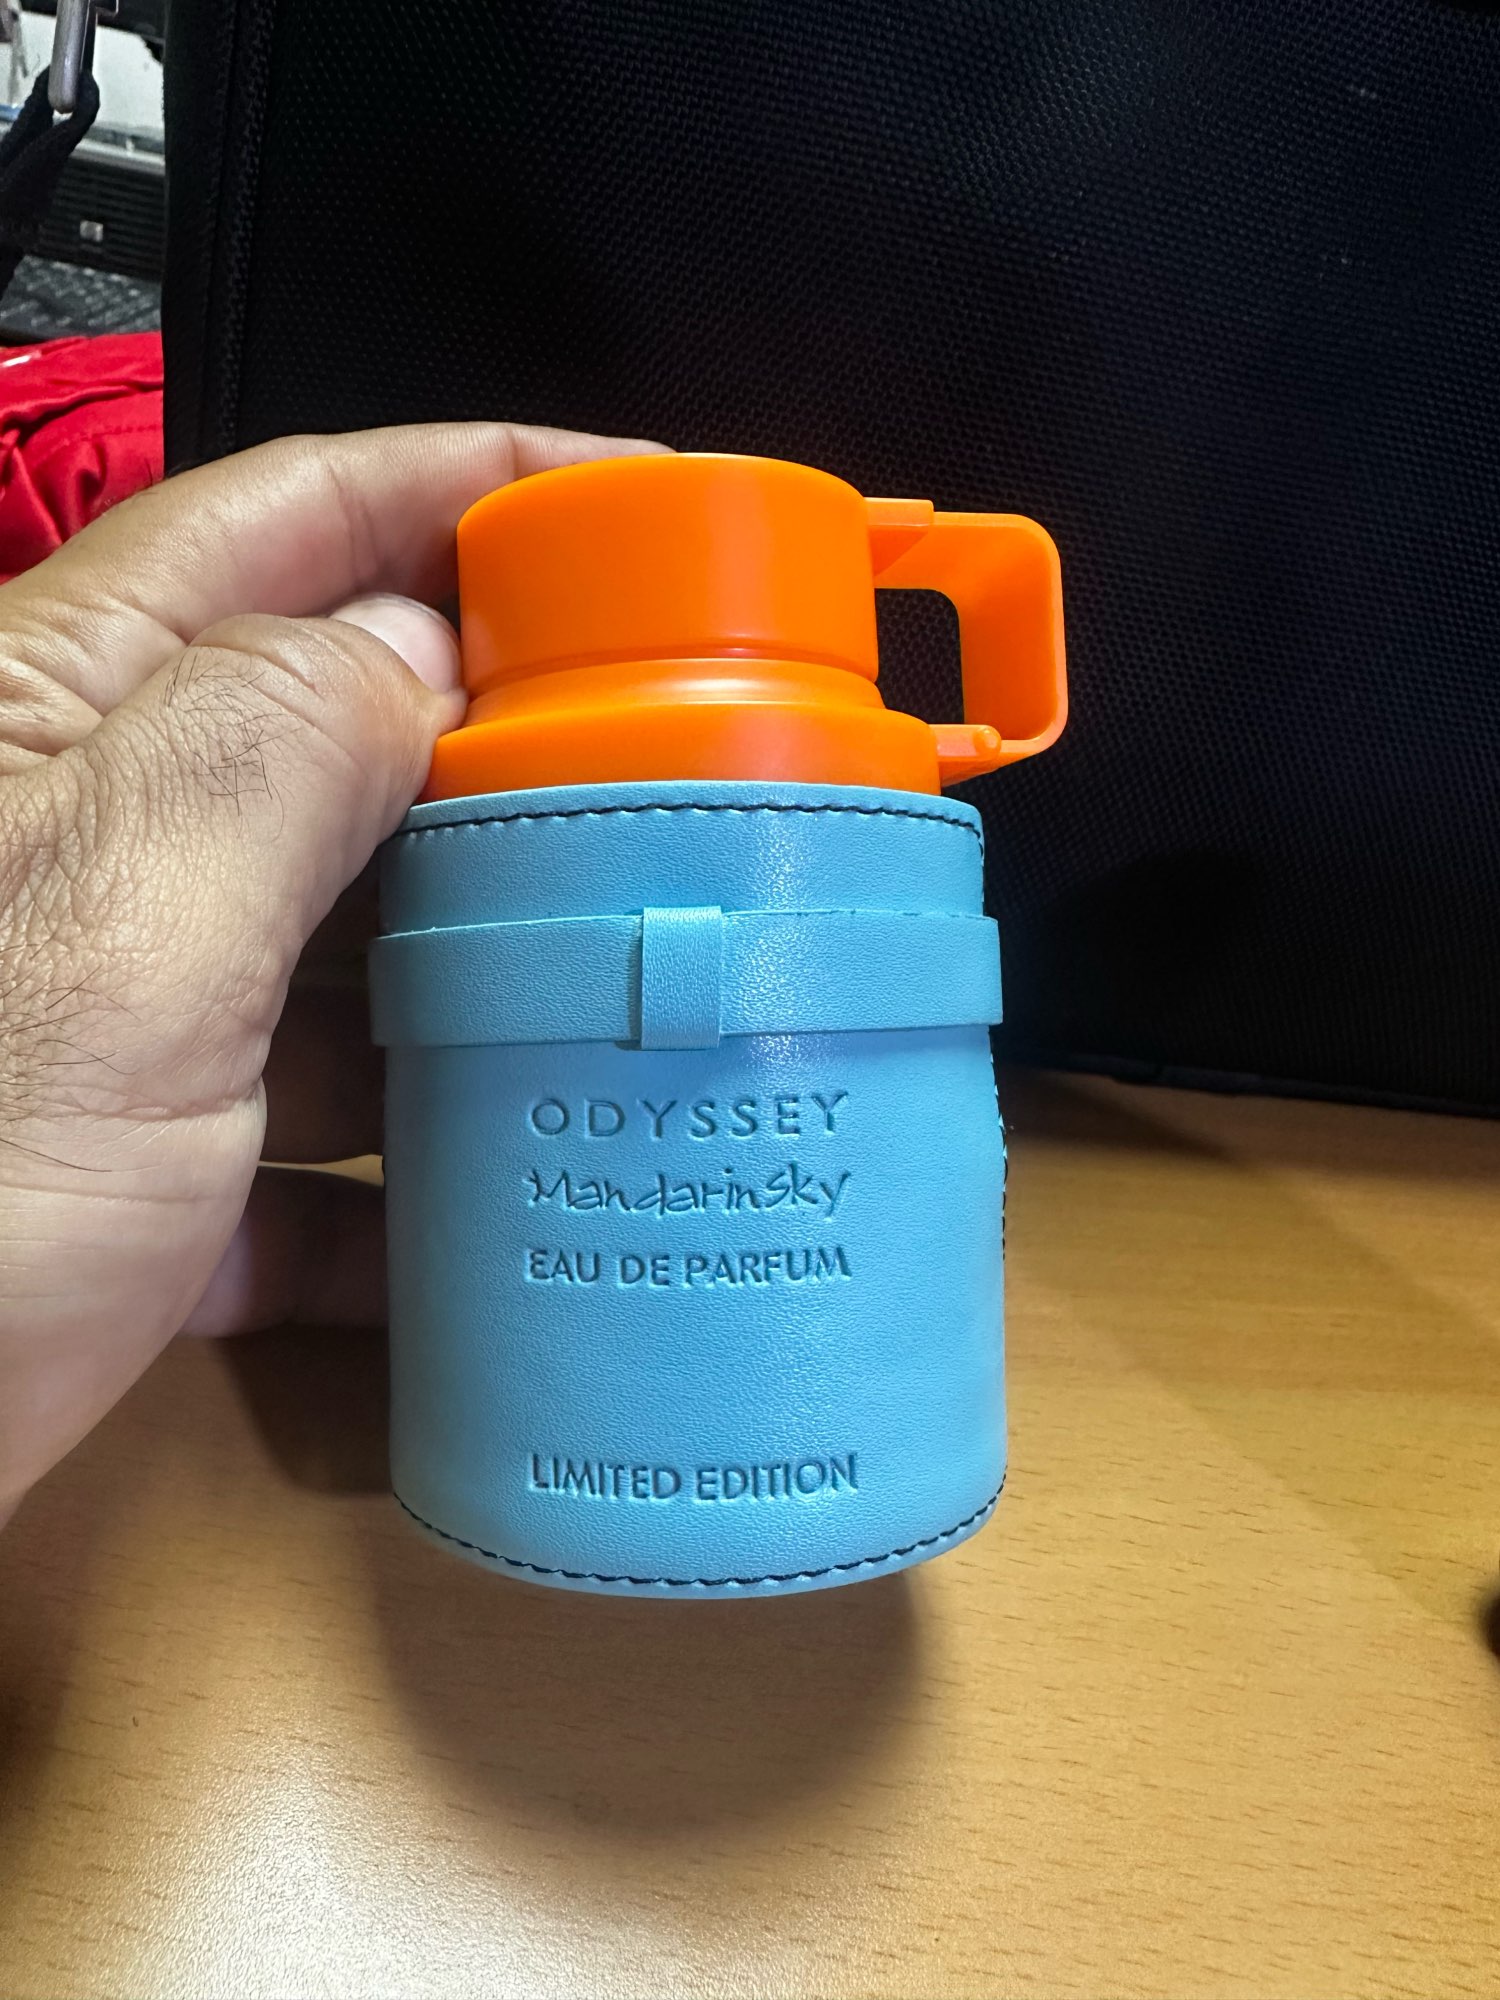 ODYSSEY
MandarinSky
EAU DE PARFUM
LIMITED EDITION